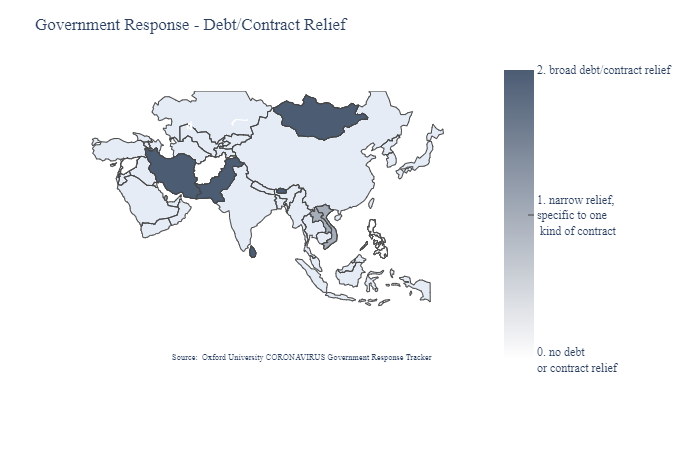 Government Response - Debt/Contract Relief
2. broad debt/contract relief
1. narrow relief,
specific to one
kind of contract
0. no debt
or contract relief
Source: Oxford University CORONAVIRUS Government Response Tracker